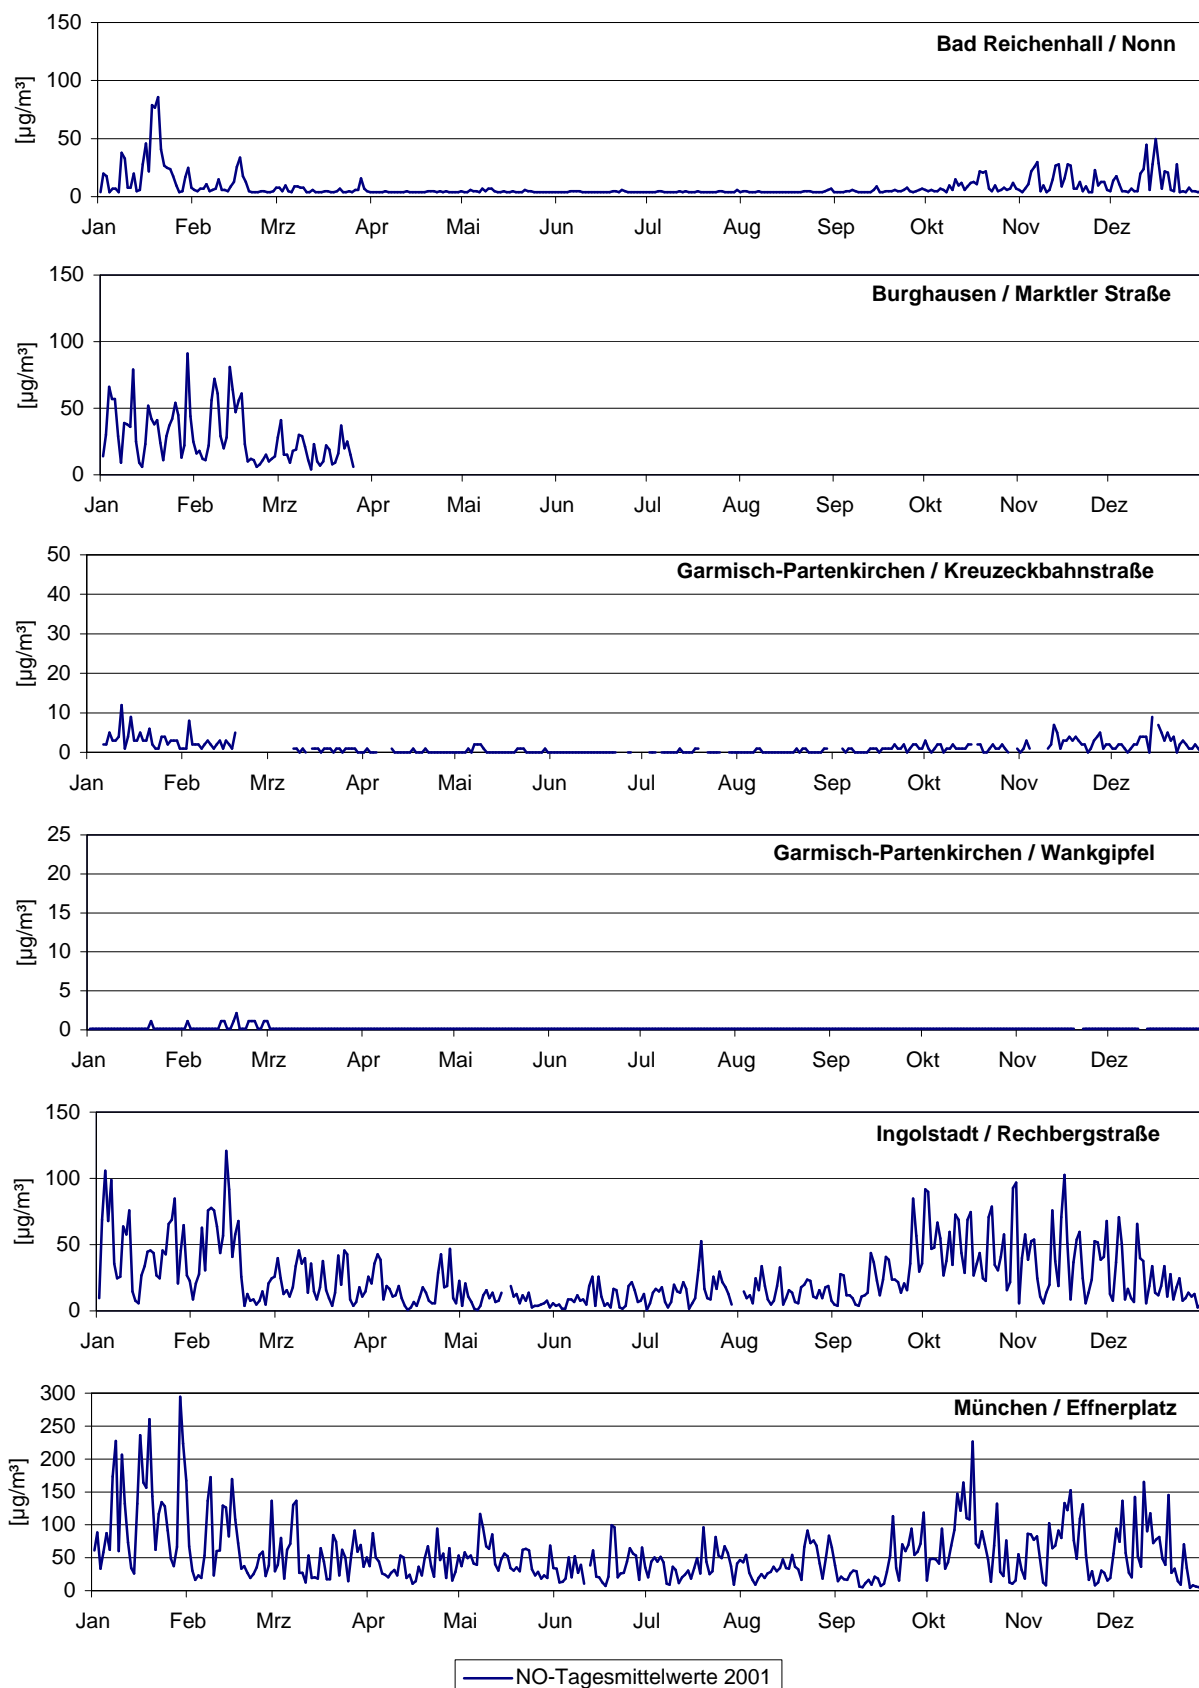 Bad Reichenhall / Nonn
[µg/m³]
150
100
50
0
Jan Feb Mrz Apr Mai Jun Jul Aug Sep Okt Nov Dez
Burghausen / Marktler Straße
[µg/m³]
150
100
50
0
Jan Feb Mrz Apr Mai Jun Jul Aug Sep Okt Nov Dez
Garmisch-Partenkirchen / Kreuzeckbahnstraße
[µg/m³]
50
40
30
20
10
0
Jan Feb Mrz Apr Mai Jun Jul Aug Sep Okt Nov Dez
Garmisch-Partenkirchen / Wankgipfel
[µg/m³]
25
20
15
10
5
0
Jan Feb Mrz Apr Mai Jun Jul Aug Sep Okt Nov Dez
Ingolstadt / Rechbergstraße
[µg/m³]
150
100
50
0
Jan Feb Mrz Apr Mai Jun Jul Aug Sep Okt Nov Dez
München / Effnerplatz
[µg/m³]
300
250
200
150
100
50
0
Jan Feb Mrz Apr Mai Jun Jul Aug Sep Okt Nov Dez
NO-Tagesmittelwerte 2001